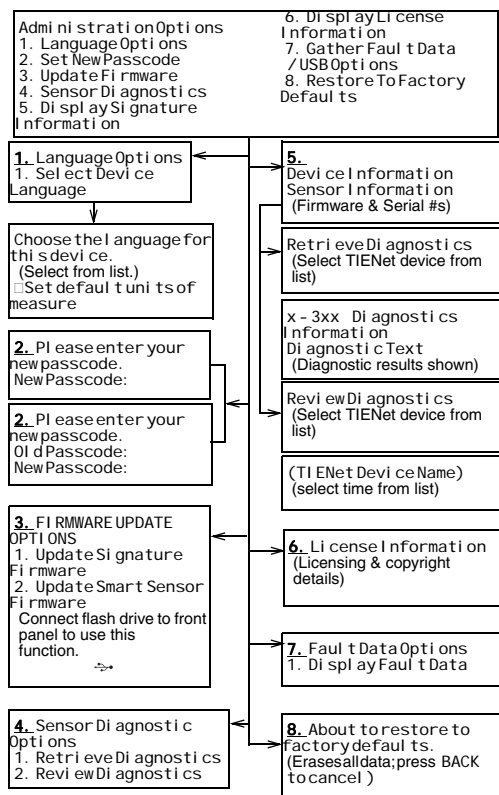 Administration Options
1. Language Options
2. Set New Passcode
3. Update Firmware
4. Sensor Diagnostics
5. Display Signature
Information
6. Display License
Information
7. Gather Fault Data
/ USB Options
8. Restore To Factory
Defaults
1. Language Options
1. Select Device
Language
Choose the language for
this device.
(Select from list.)
□Set default units of
measure
2. Please enter your
new passcode.
New Passcode:
2. Please enter your
new passcode.
Old Passcode:
New Passcode:
3. FIRMWARE UPDATE
OPTIONS
1. Update Signature
Firmware
2. Update Smart Sensor
Firmware
Connect flash drive to front
panel to use this
function.
4. Sensor Diagnostic
Options
1. Retrieve Diagnostics
2. Review Diagnostics
5.
Device Information
Sensor Information
(Firmware & Serial #s)
Retrieve Diagnostics
(Select TIENet device from
list)
x - 3xx Diagnostics
Information
Diagnostic Text
(Diagnostic results shown)
Review Diagnostics
(Select TIENet device from
list)
(TIENet Device Name)
(select time from list)
6. License Information
(Licensing & copyright
details)
7. Fault Data Options
1. Display Fault Data
8. About to restore to
factory defaults.
(Erases all data; press BACK
to cancel)